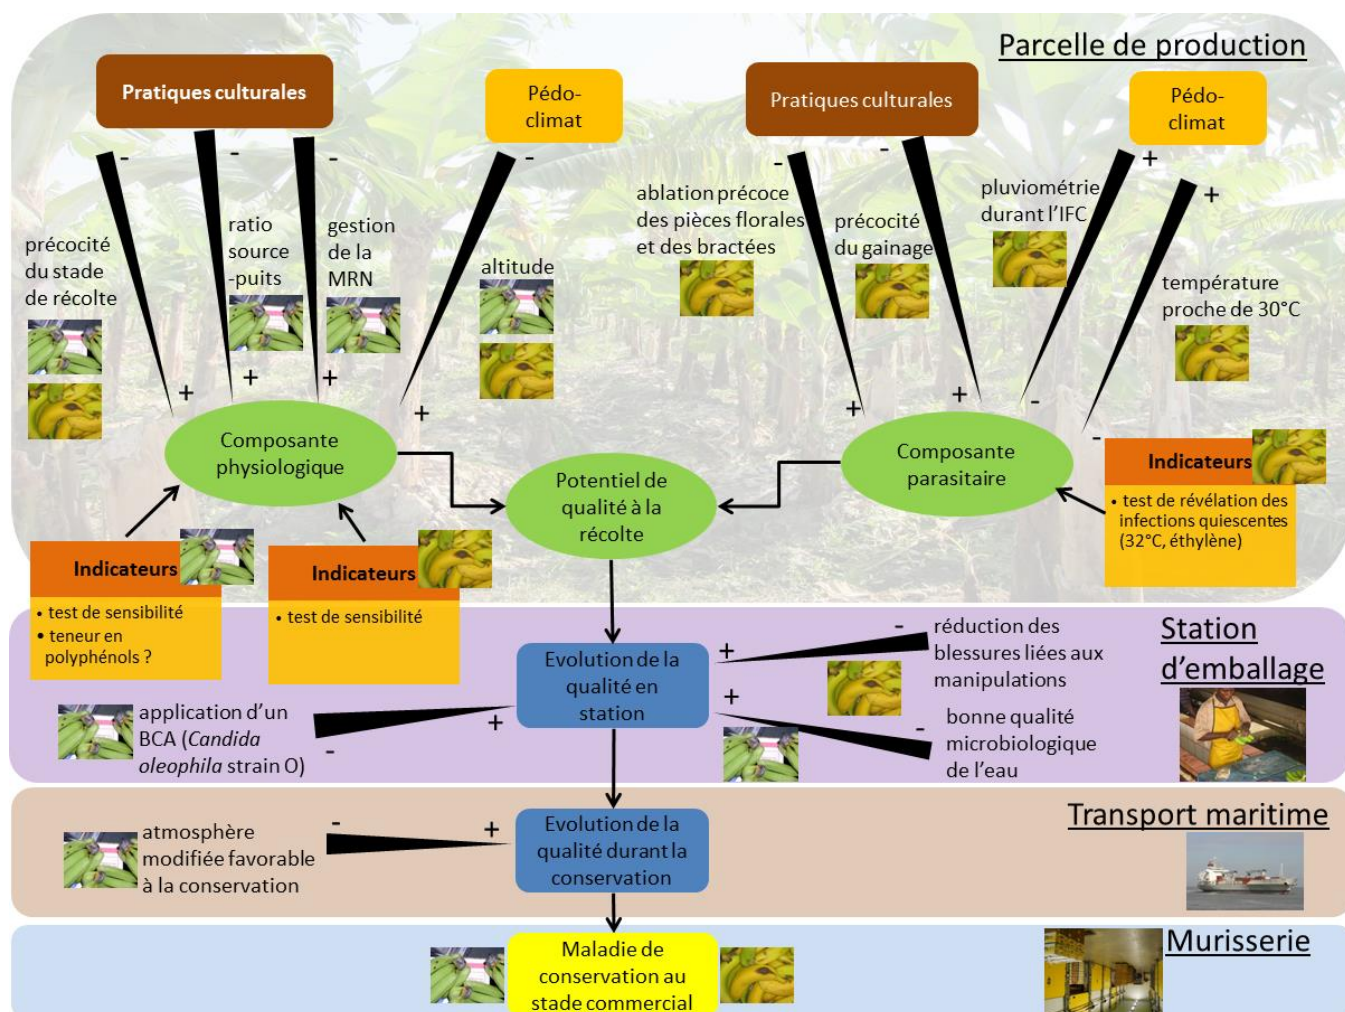 Parcelle de production
Pratiques culturales
Pédo-
climat
Pratiques culturales
Pédo-
climat
-
-
-
-
-
-
+
+
précocité
du stade
de récolte
ratio
source
-puits
gestion
de la
MRN
altitude
ablation précoce
des pièces florales
et des bractées
précocité
du gainage
pluviométrie
durant l'IFC
température
proche de 30°C
+
+
+
+
+
+
-
-
Composante
physiologique
Potentiel de
qualité à la
récolte
Composante
parasitaire
Indicateurs
• test de révélation des
infections quiescentes
(32°C, éthylène)
Indicateurs
• test de sensibilité
• teneur en
polyphénols ?
Indicateurs
• test de sensibilité
Station
d'emballage
Evolution de la
qualité en
station
+
-
réduction des
blessures liées aux
manipulations
+
-
bonne qualité
microbiologique
de l'eau
application d'un
BCA (Candida
oleophila strain O)
-
+
Transport maritime
atmosphère
modifiée favorable
à la conservation
-
+
Evolution de la
qualité durant la
conservation
Murisserie
Maladie de
conservation au
stade commercial